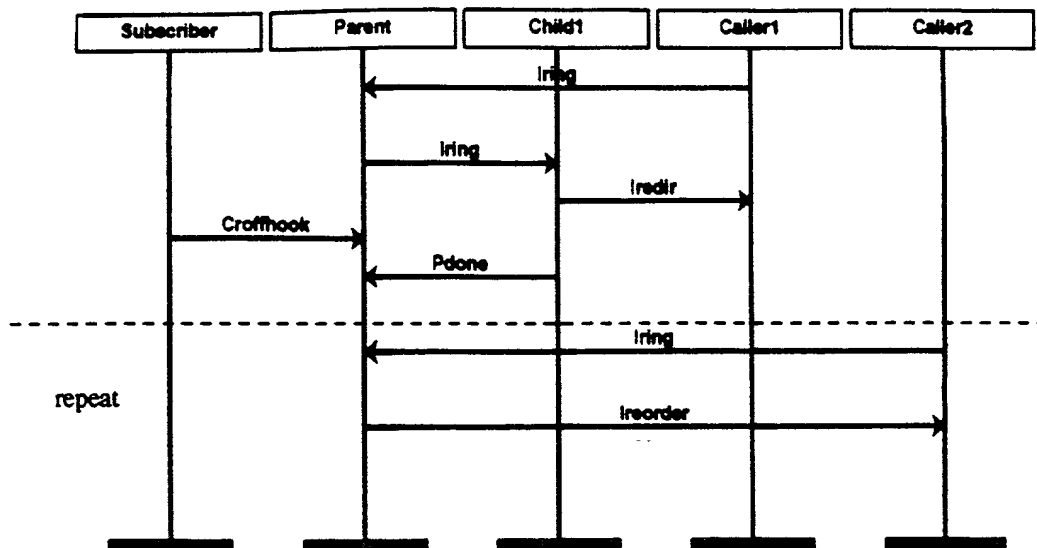 Subscriber Parent Child1 Caller1 Caller2
Iring
Iring
Iredir
Croffhook
Pdone
Iring
repeat
Ireorder